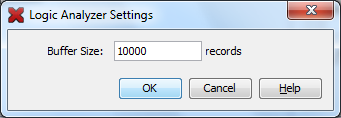 Logic Analyzer Settings
Buffer Size: 10000 records
OK Cancel Help